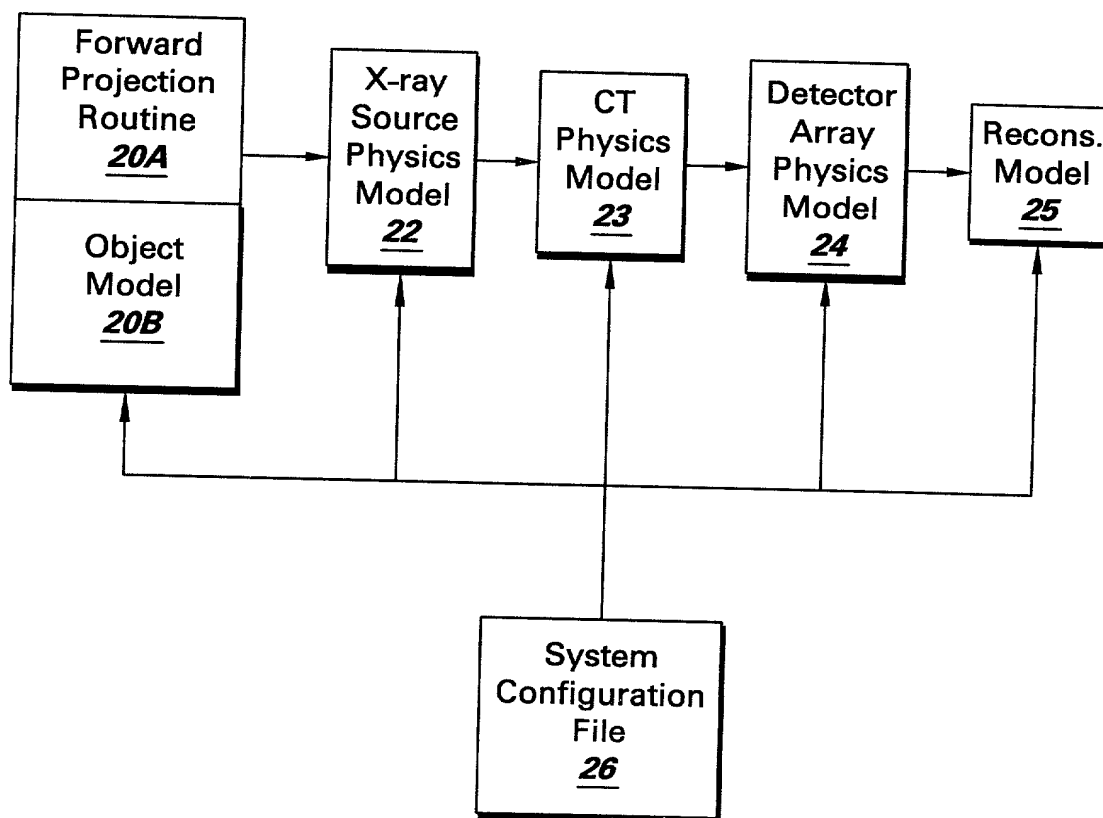 Forward
Projection
Routine
20A
Object
Model
20B
X-ray
Source
Physics
Model
22
CT
Physics
Model
23
Detector
Array
Physics
Model
24
Recons.
Model
25
System
Configuration
File
26